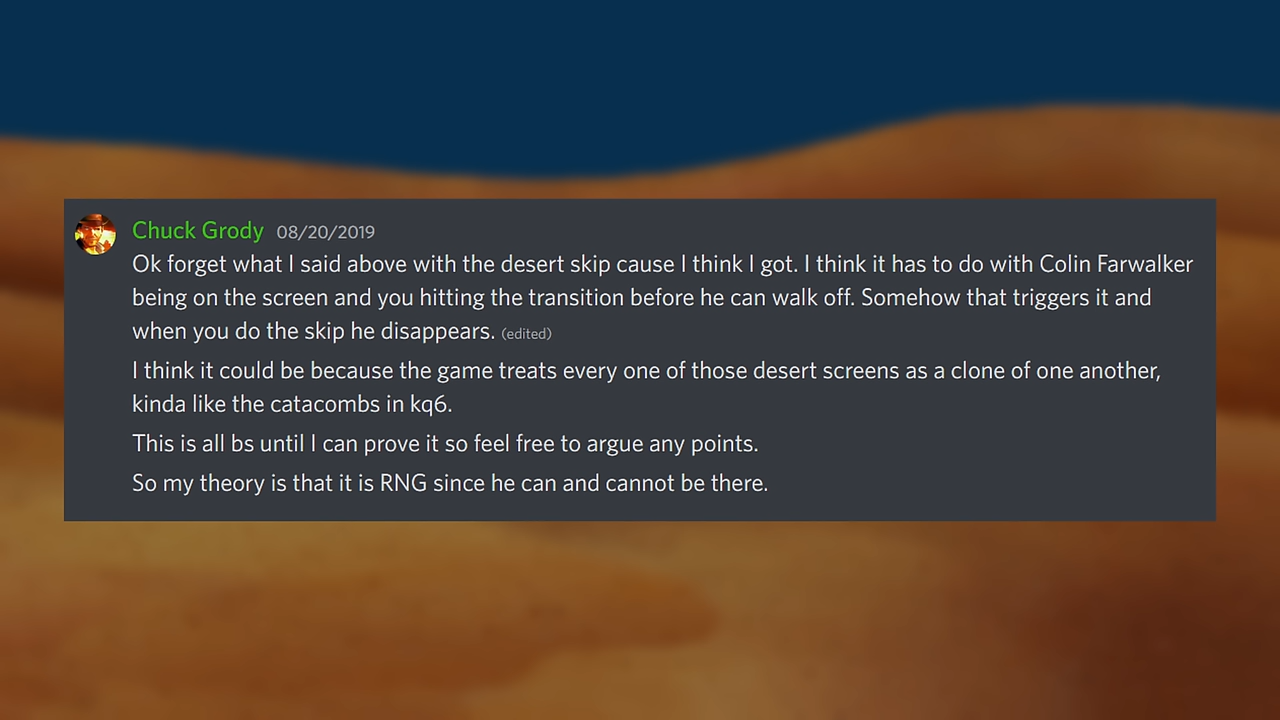 Chuck Grody 08/20/2019
Ok forget what I said above with the desert skip cause I think I got. I think it has to do with Colin Farwalker
being on the screen and you hitting the transition before he can walk off. Somehow that triggers it and
when you do the skip he disappears. (edited)
I think it could be because the game treats every one of those desert screens as a clone of one another,
kinda like the catacombs in kq6.
This is all bs until I can prove it so feel free to argue any points.
So my theory is that it is RNG since he can and cannot be there.